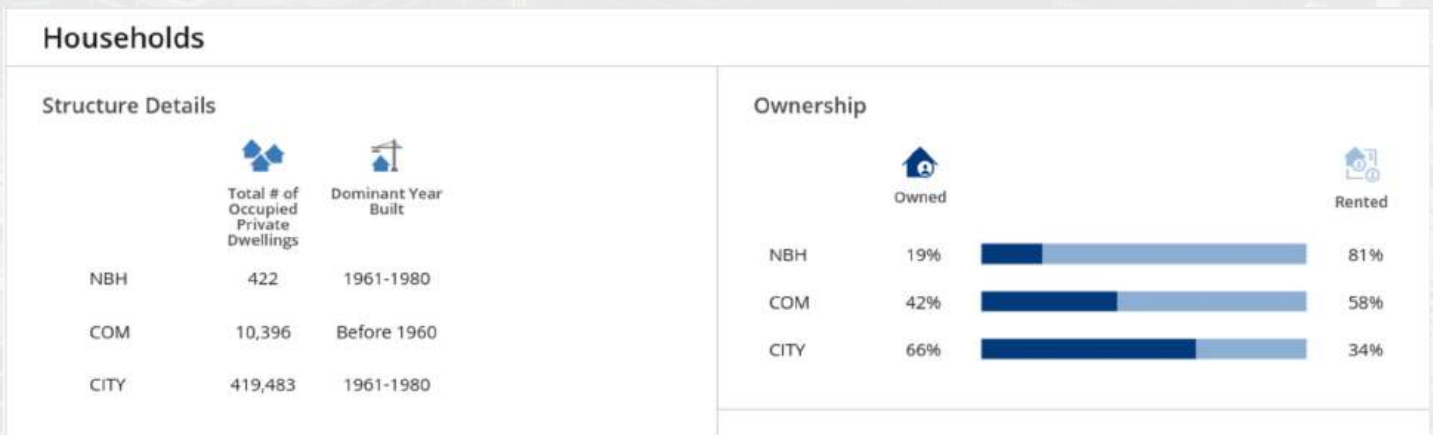 Households
Structure Details
Total # of
Occupied
Private
Dwellings
Dominant Year
Built
NBH 422 1961-1980
COM 10,396 Before 1960
CITY 419,483 1961-1980
Ownership
Owned
Rented
NBH 19% 81%
COM 42% 58%
CITY 66% 34%